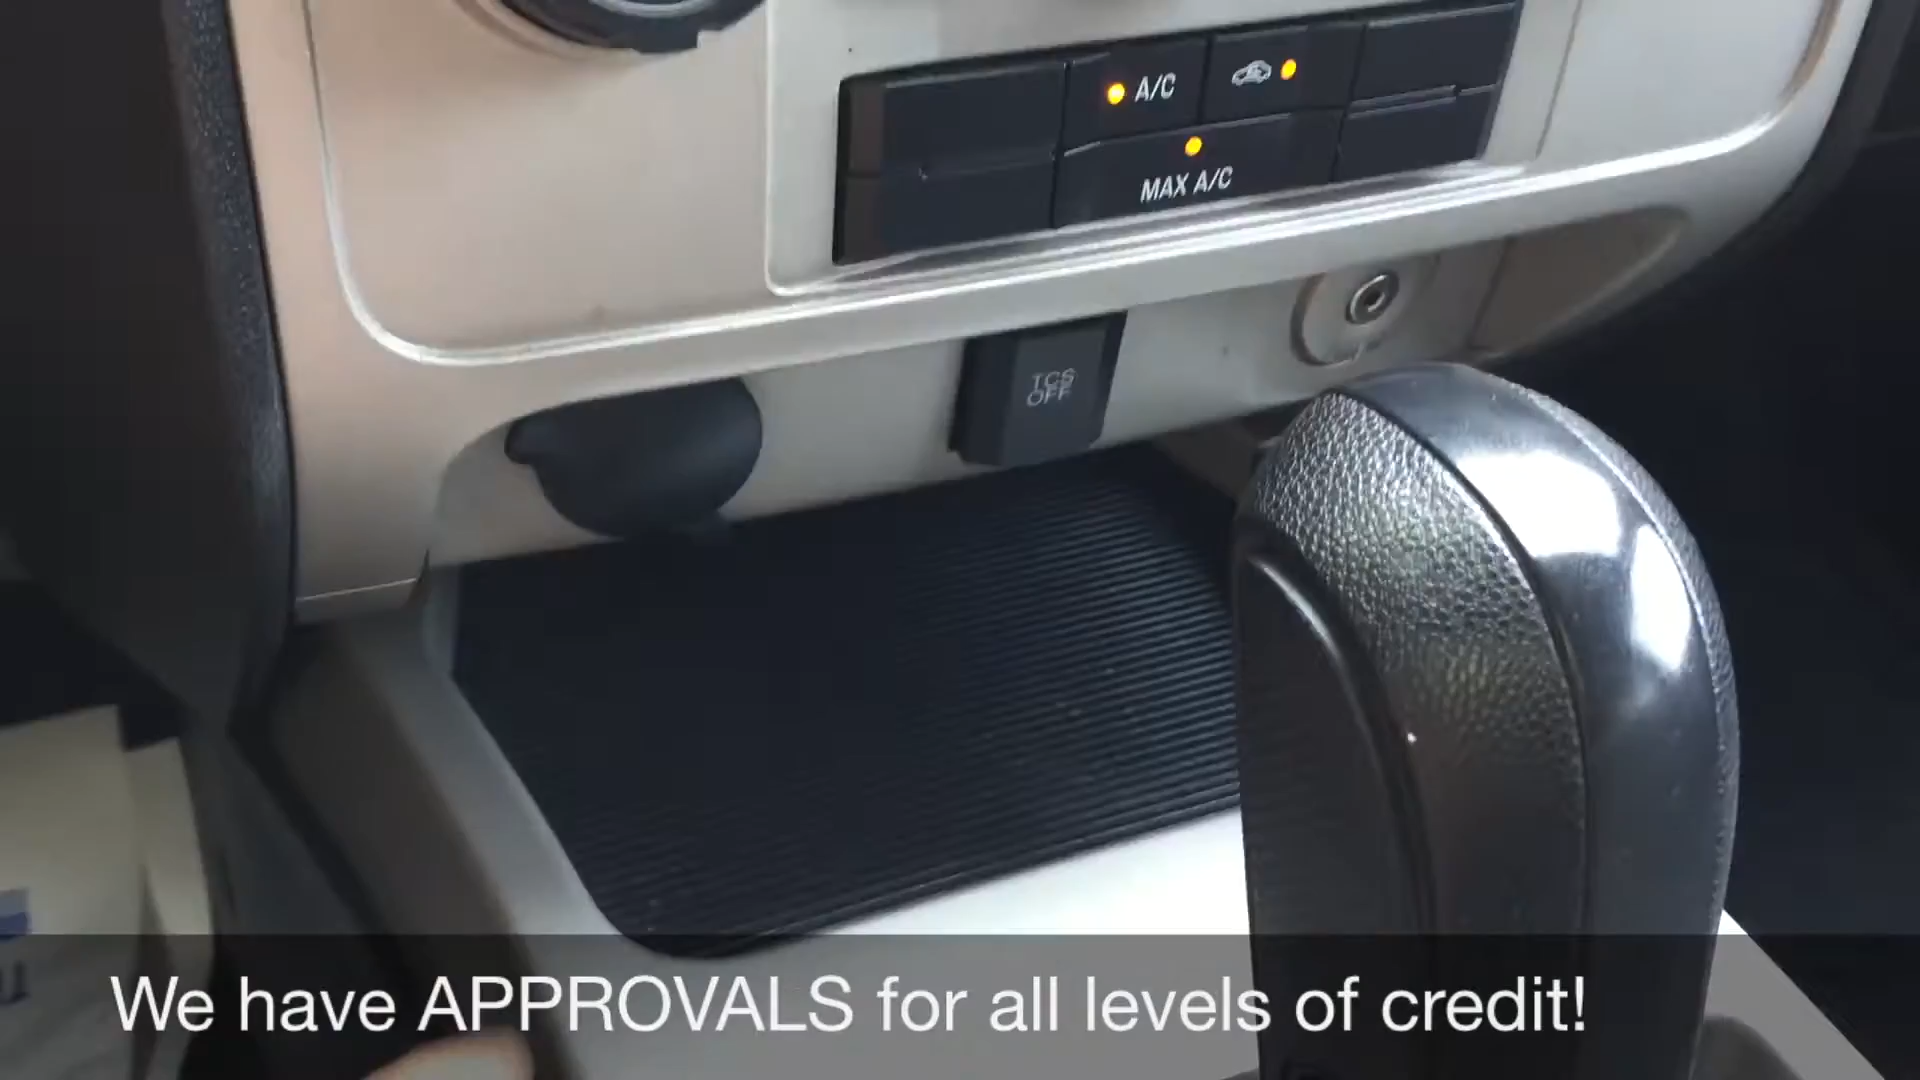 A/C
MAX A/C
TCS
OFF
We have APPROVALS for all levels of credit!